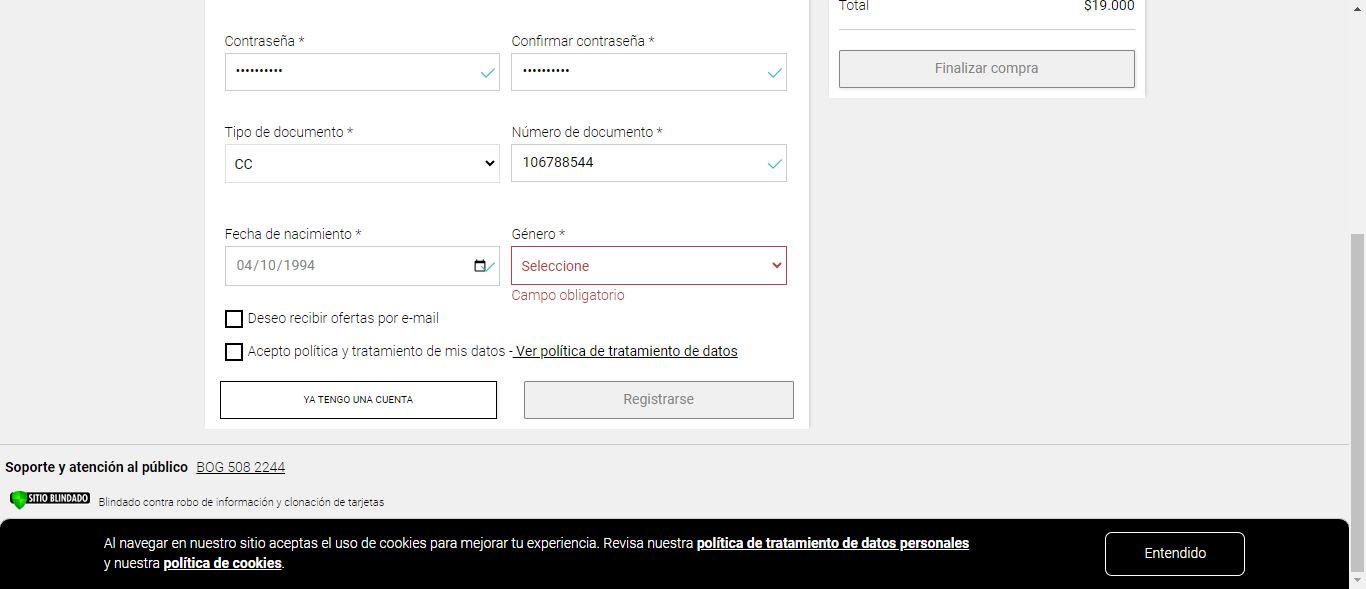 Total $19.000
Contraseña * Confirmar contraseña *
•••••••••• ••••••••••
Finalizar compra
Tipo de documento * Número de documento *
CC 106788544
Fecha de nacimiento * Género *
04/10/1994 Seleccione
Campo obligatorio
Deseo recibir ofertas por e-mail
Acepto política y tratamiento de mis datos - Ver política de tratamiento de datos
YA TENGO UNA CUENTA Registrarse
Soporte y atención al público BOG 508 2244
SITIO BLINDADO Blindado contra robo de información y clonación de tarjetas
Al navegar en nuestro sitio aceptas el uso de cookies para mejorar tu experiencia. Revisa nuestra política de tratamiento de datos personales
y nuestra política de cookies.
Entendido